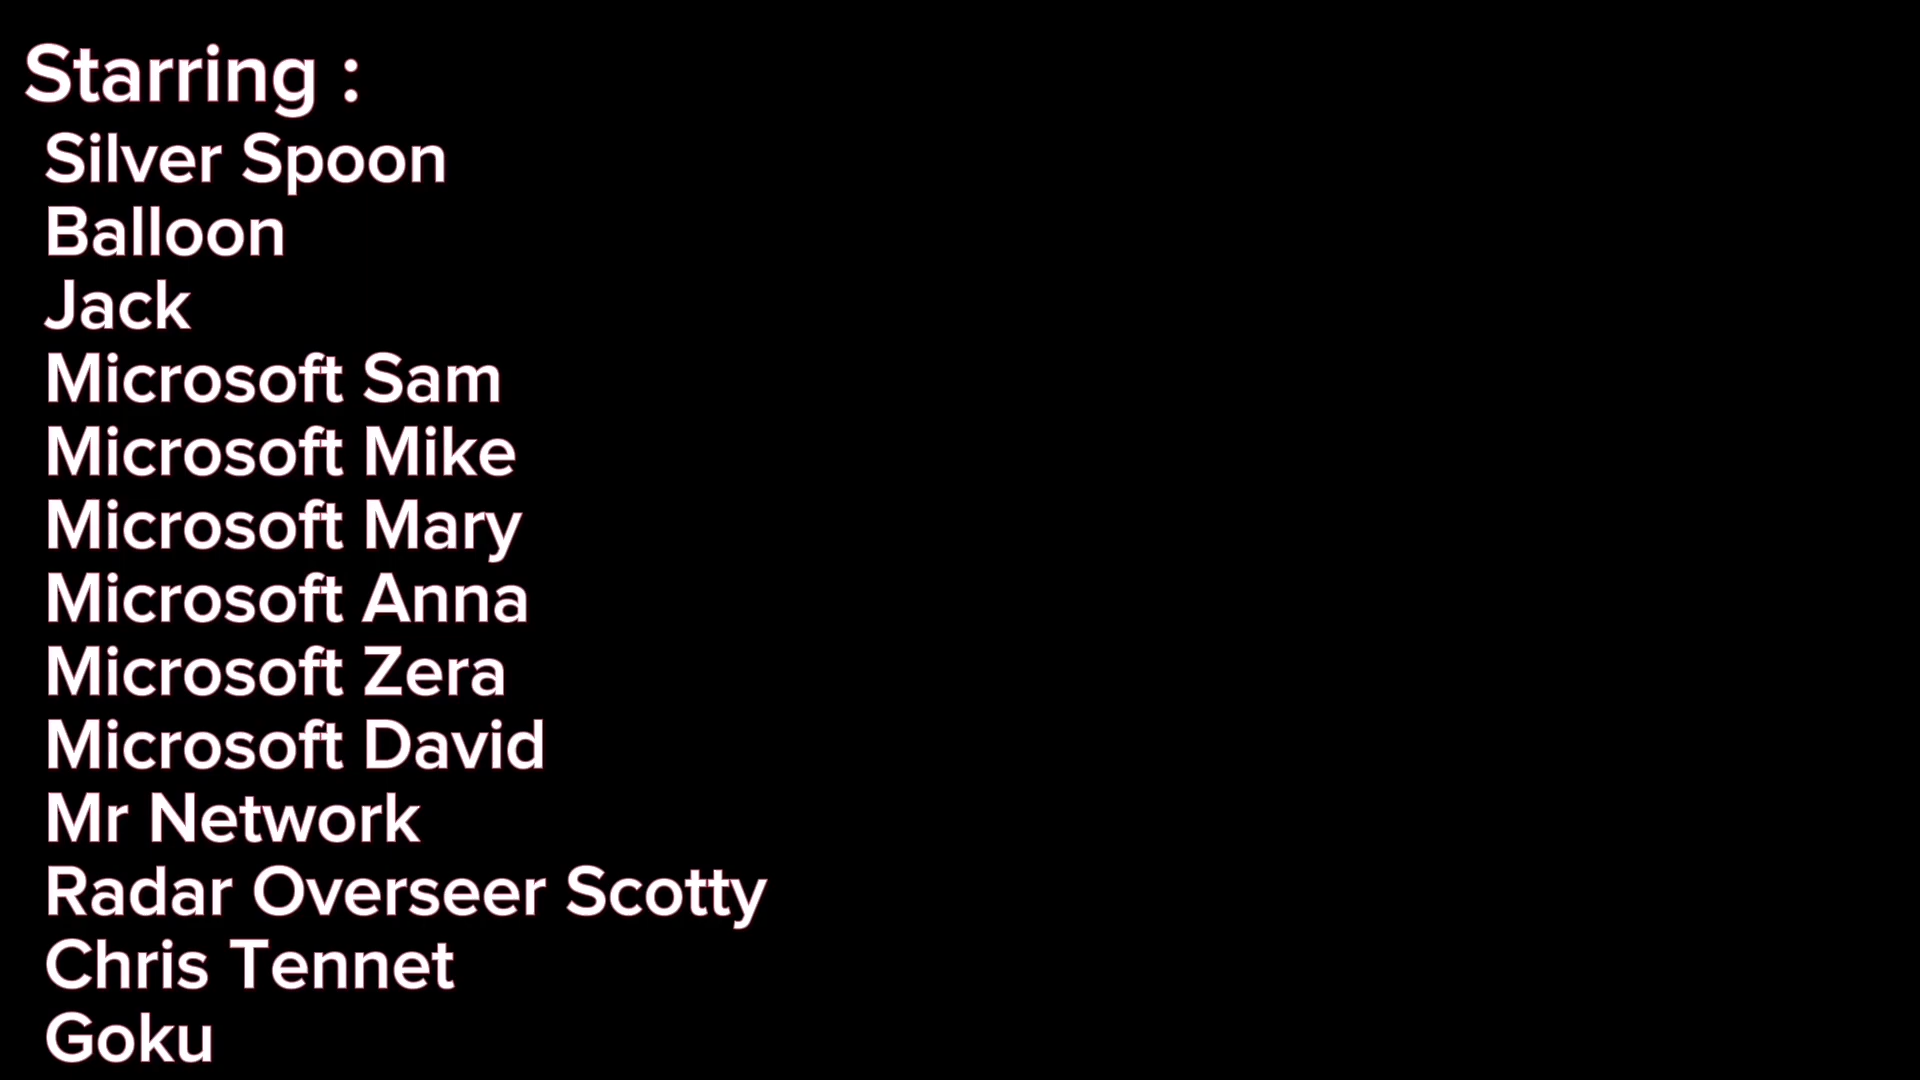 Starring :
Silver Spoon
Balloon
Jack
Microsoft Sam
Microsoft Mike
Microsoft Mary
Microsoft Anna
Microsoft Zera
Microsoft David
Mr Network
Radar Overseer Scotty
Chris Tennet
Goku